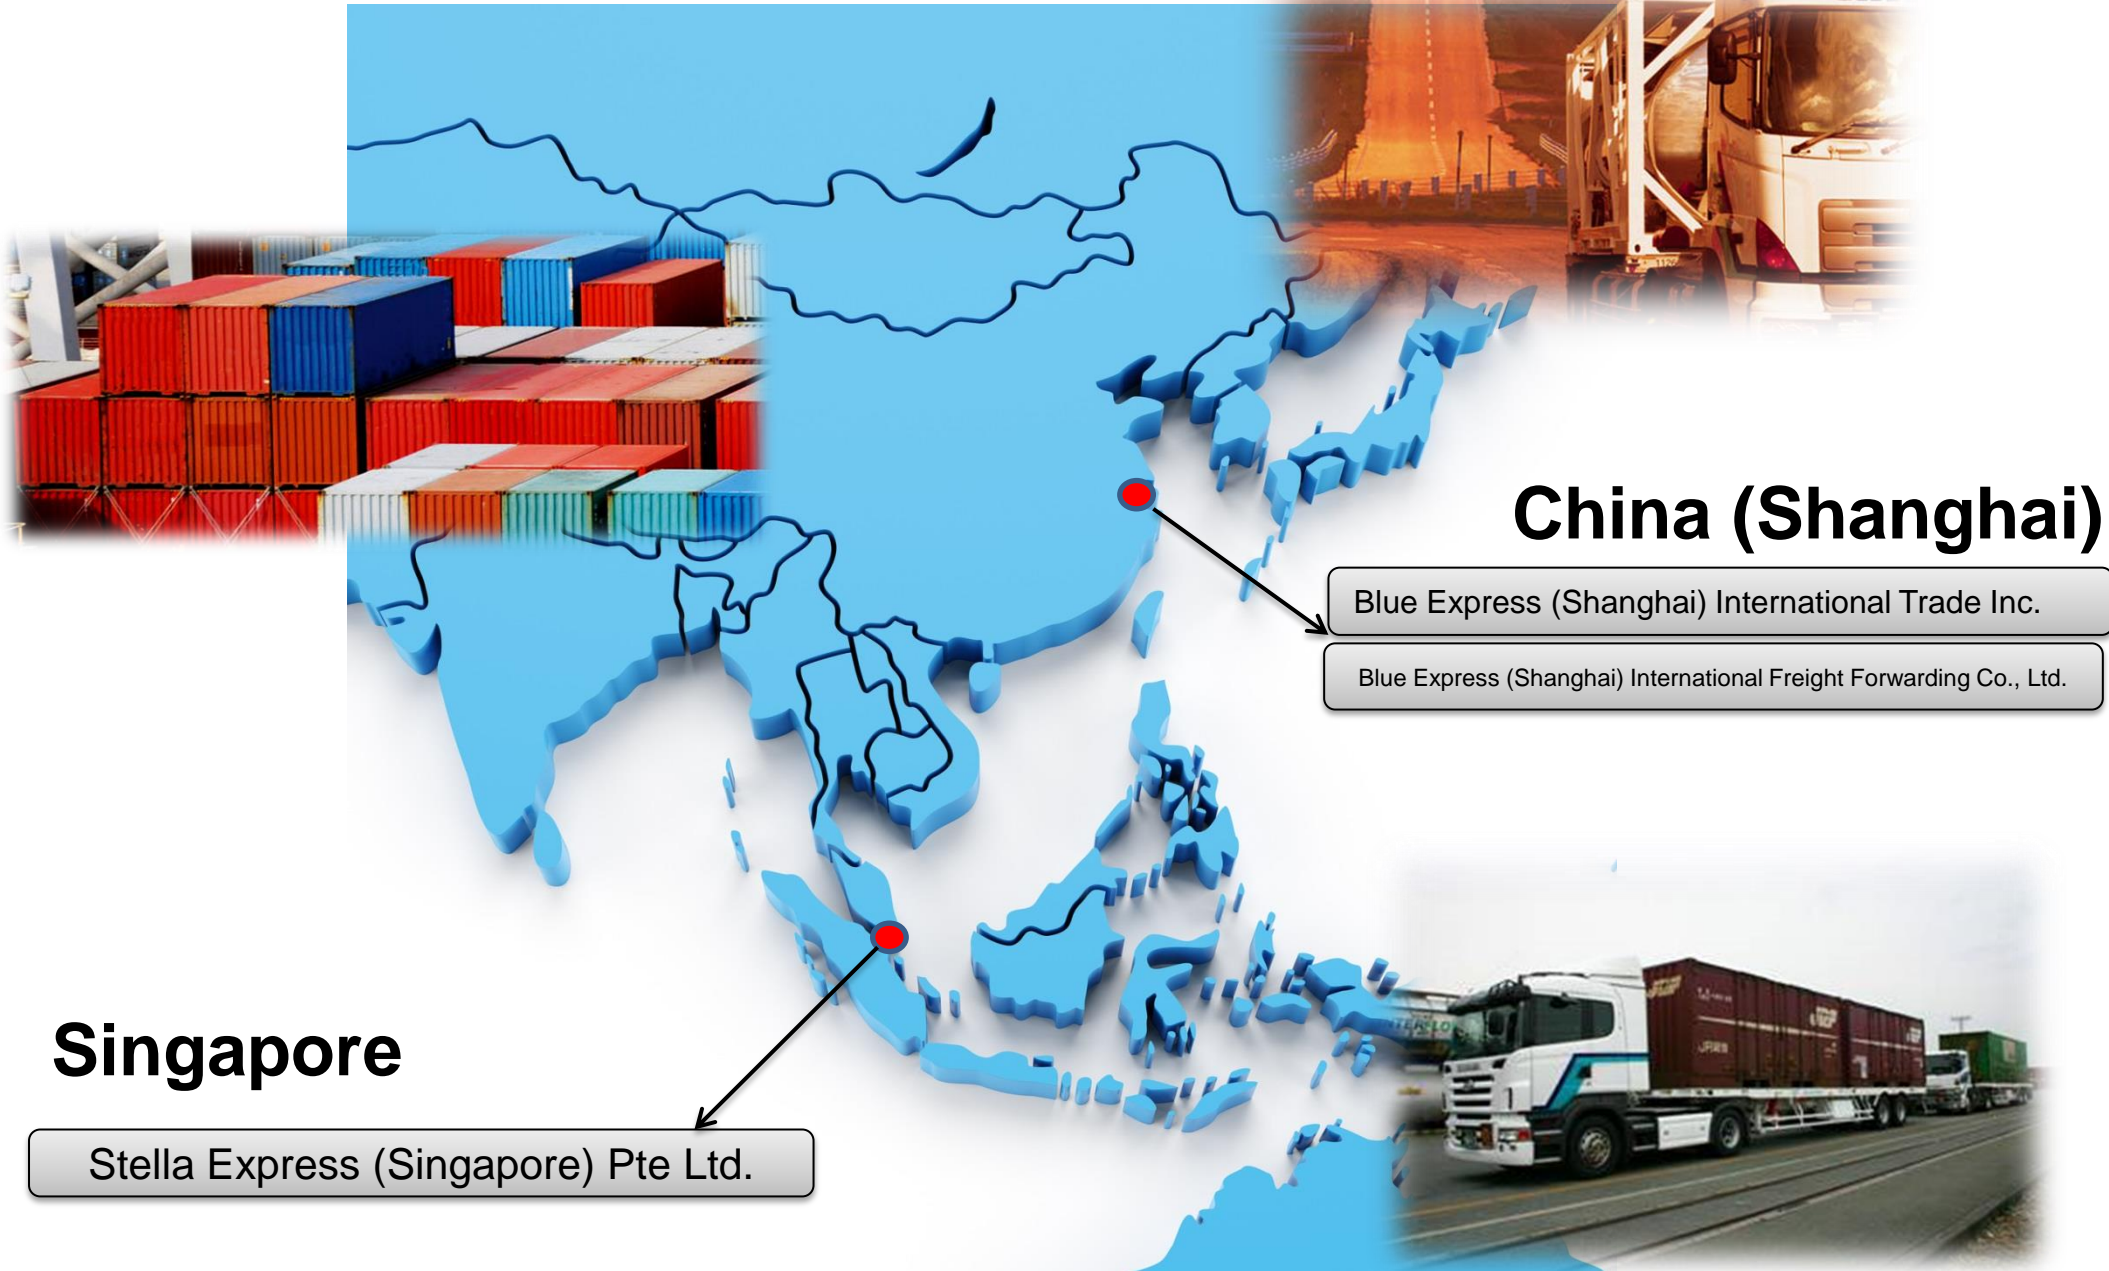 China (Shanghai)
Blue Express (Shanghai) International Trade Inc.
Blue Express (Shanghai) International Freight Forwarding Co., Ltd.
Singapore
Stella Express (Singapore) Pte Ltd.